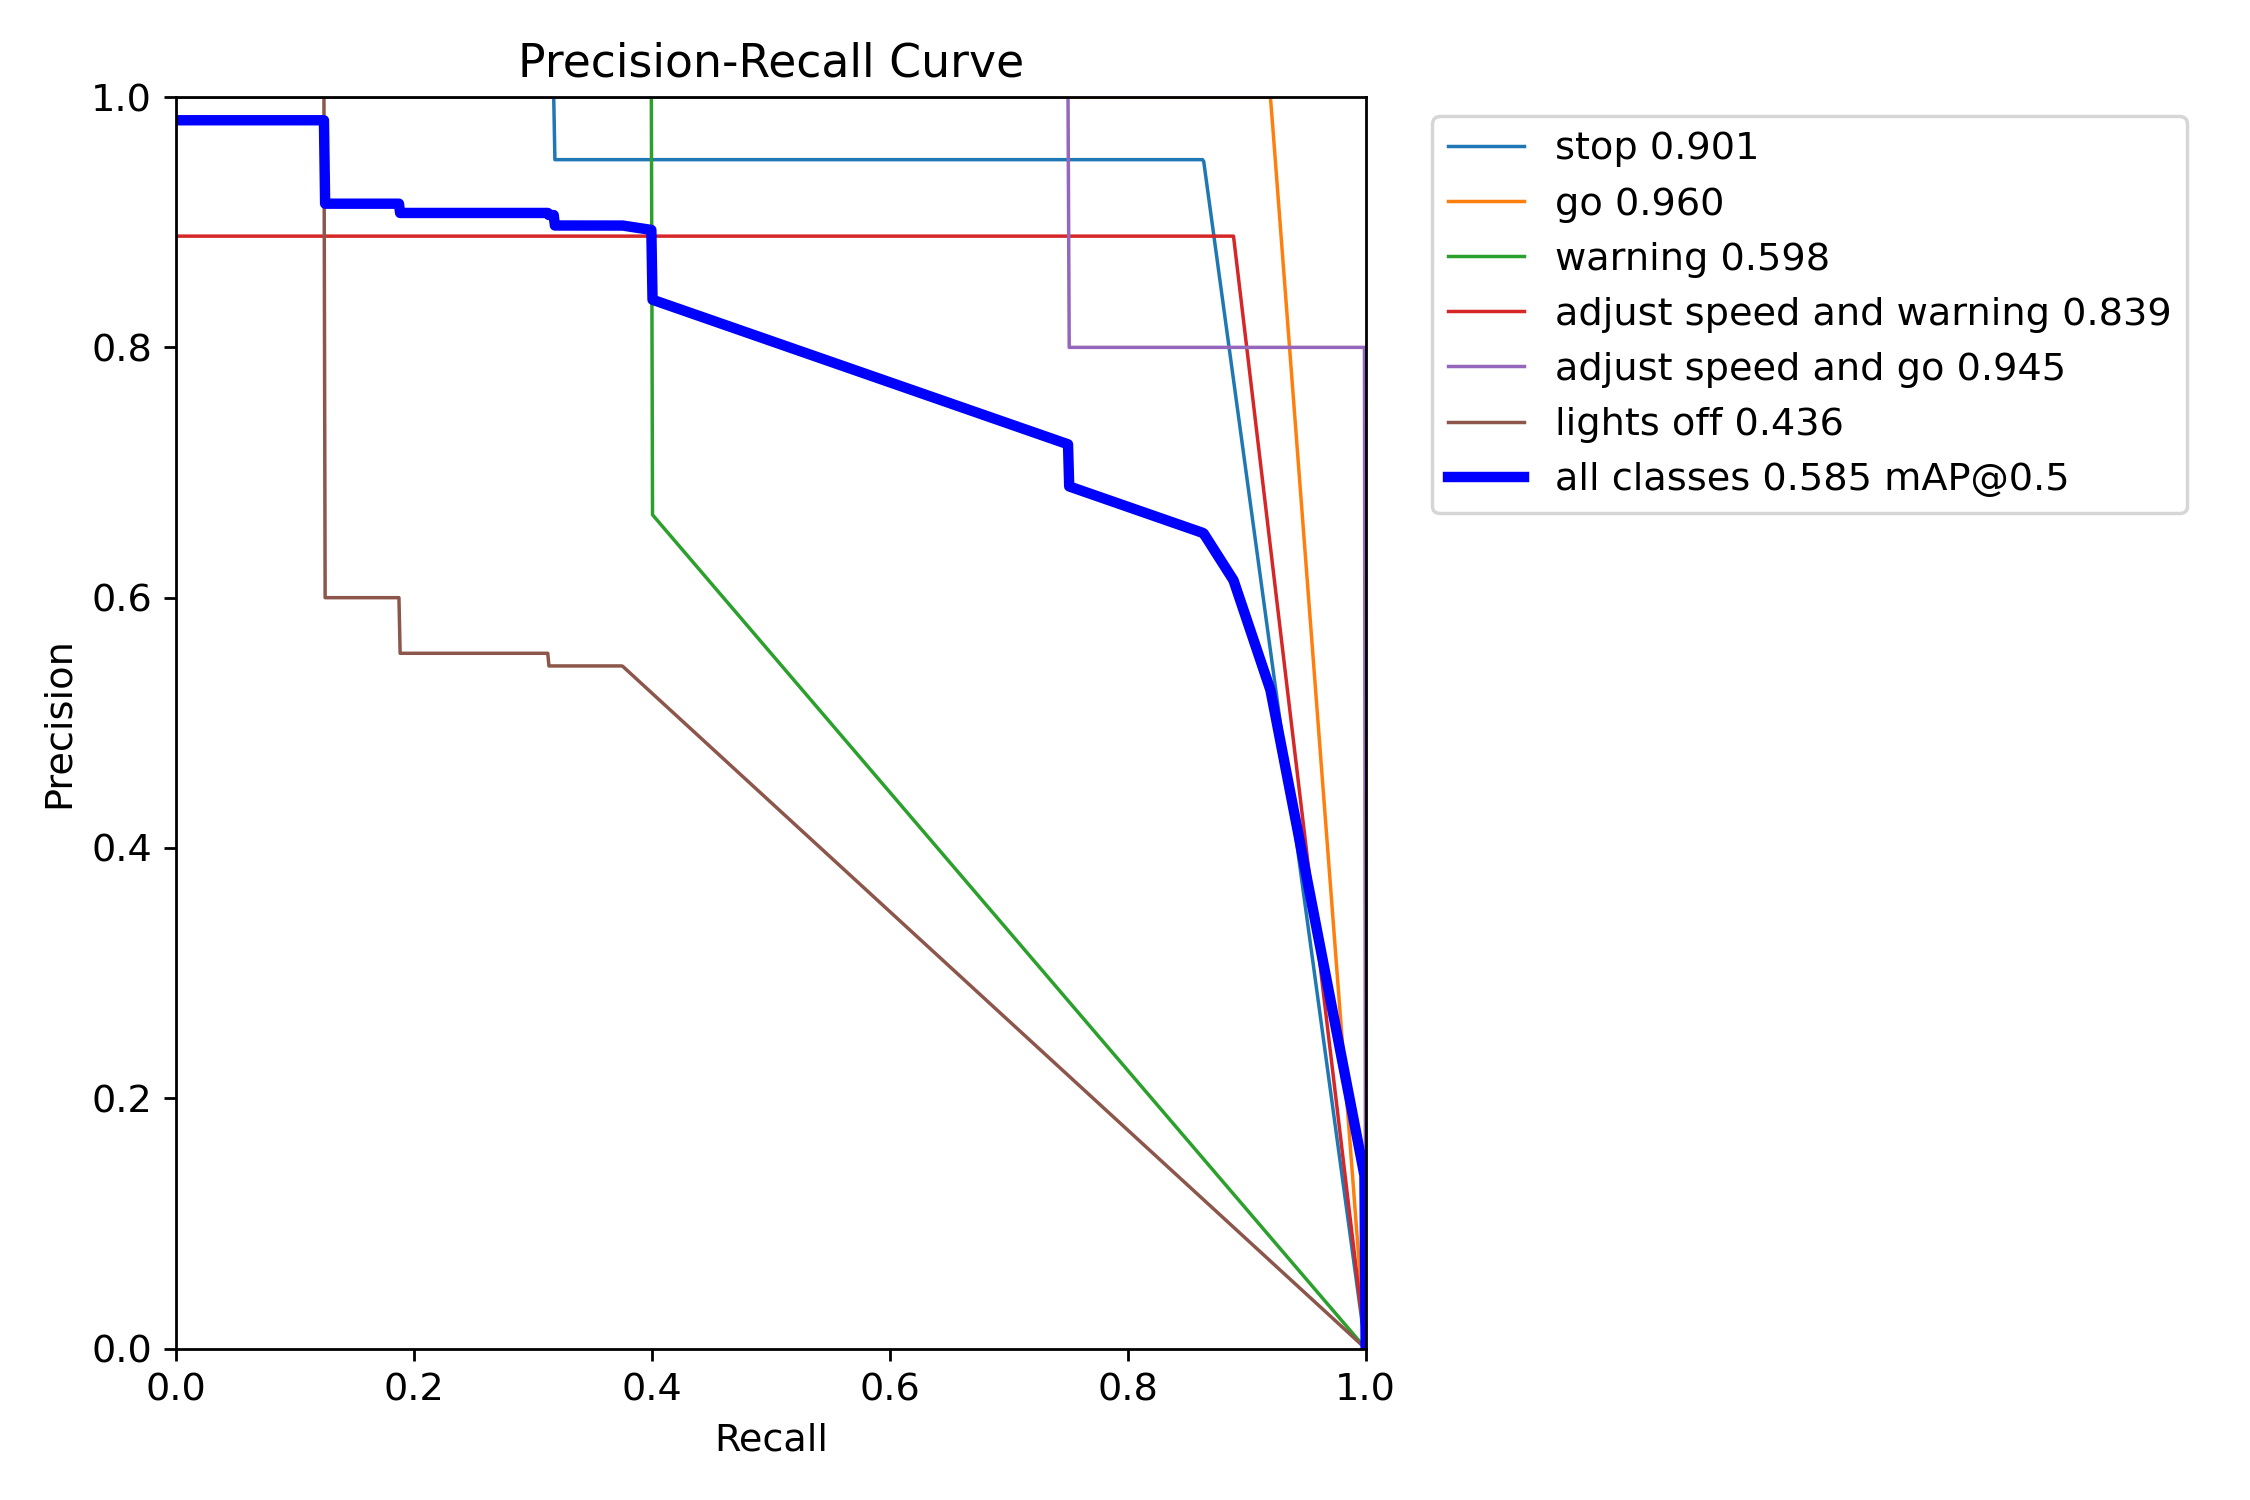 Precision-Recall Curve
1.0
0.8
0.6
0.4
0.2
0.0
Precision
0.0 0.2 0.4 0.6 0.8 1.0
Recall
stop 0.901
go 0.960
warning 0.598
adjust speed and warning 0.839
adjust speed and go 0.945
lights off 0.436
all classes 0.585 mAP@0.5